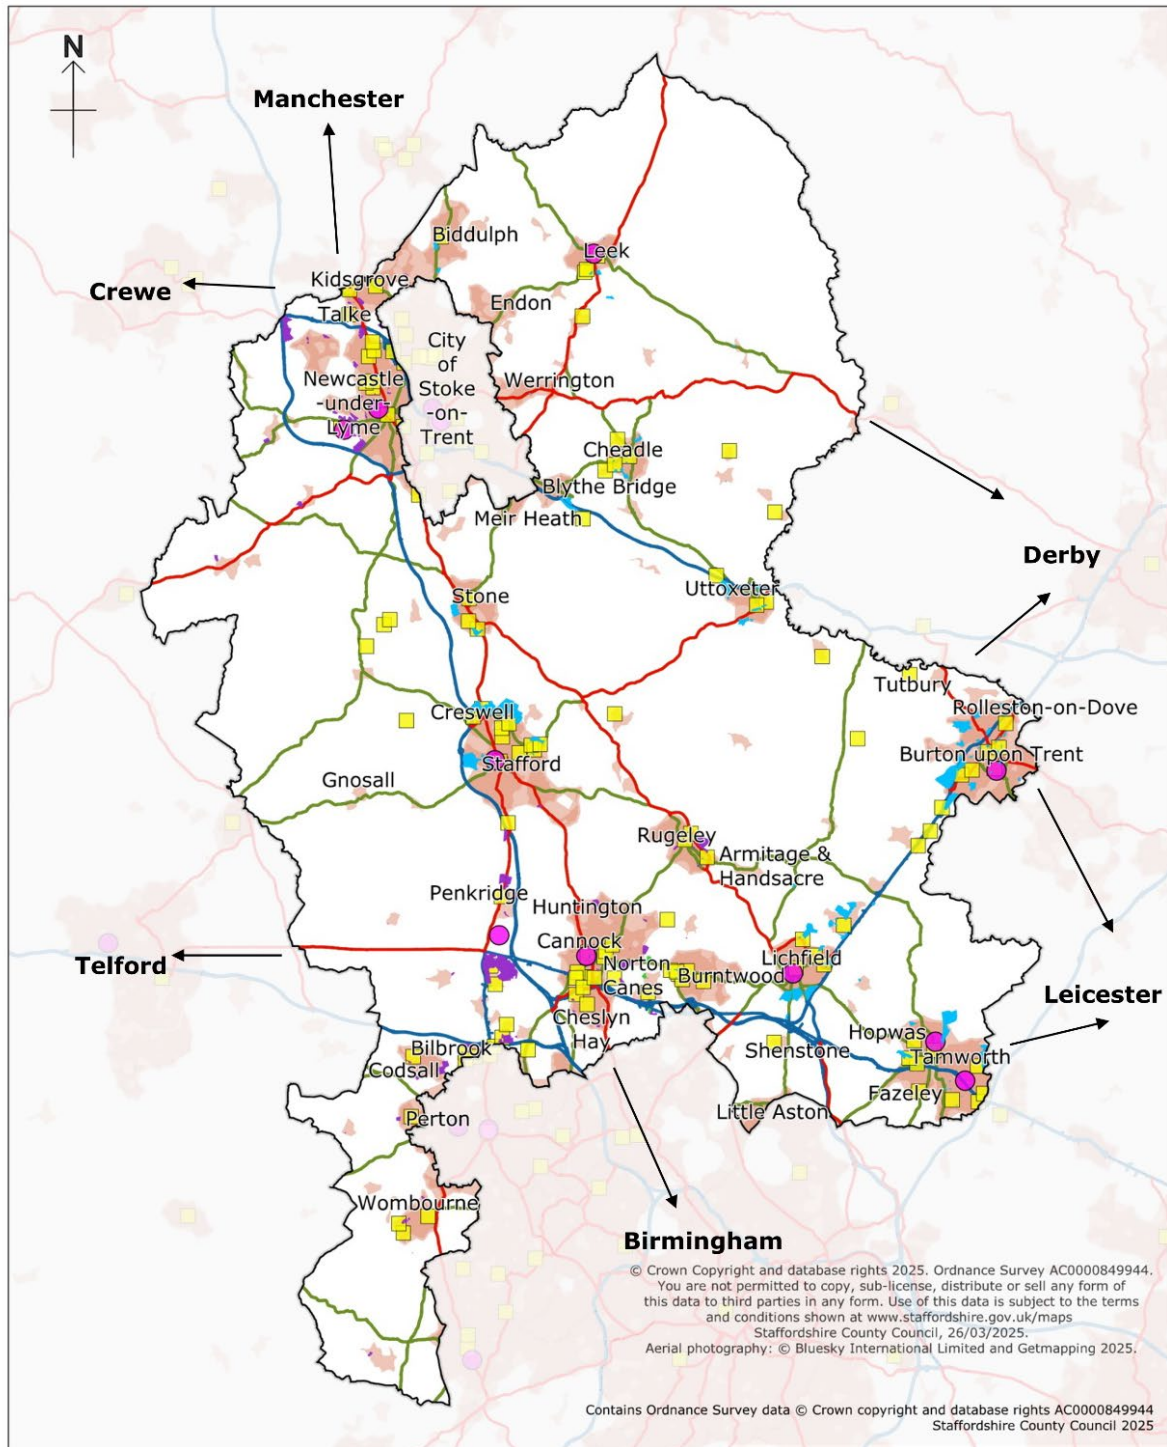 N
Manchester
Biddulph
Leek
Kidsgrove
Crewe
Endon
Talke
City
of
Stoke
-on-
Trent
Newcastle
-under-
Lyme
Werrington
Cheadle
Blythe Bridge
Meir Heath
Derby
Uttoxeter
Stone
Tutbury
Rolleston-on-Dove
Creswell
Burton upon Trent
Stafford
Gnosall
Rugeley
Armitage &
Handsacre
Penkridge
Huntington
Cannock
Lichfield
Telford
Norton
Canes
Burntwood
Leicester
Cheslyn
Hay
Hopwas
Bilbrook
Shenstone
Tamworth
Codsall
Fazeley
Perton
Little Aston
Wombourne
Birmingham
© Crown Copyright and database rights 2025. Ordnance Survey AC0000849944.
You are not permitted to copy, sub-license, distribute or sell any form of
this data to third parties in any form. Use of this data is subject to the terms
and conditions shown at www.staffordshire.gov.uk/maps
Staffordshire County Council, 26/03/2025.
Aerial photography: © Bluesky International Limited and Getmapping 2025.
Contains Ordnance Survey data © Crown copyright and database rights AC0000849944
Staffordshire County Council 2025